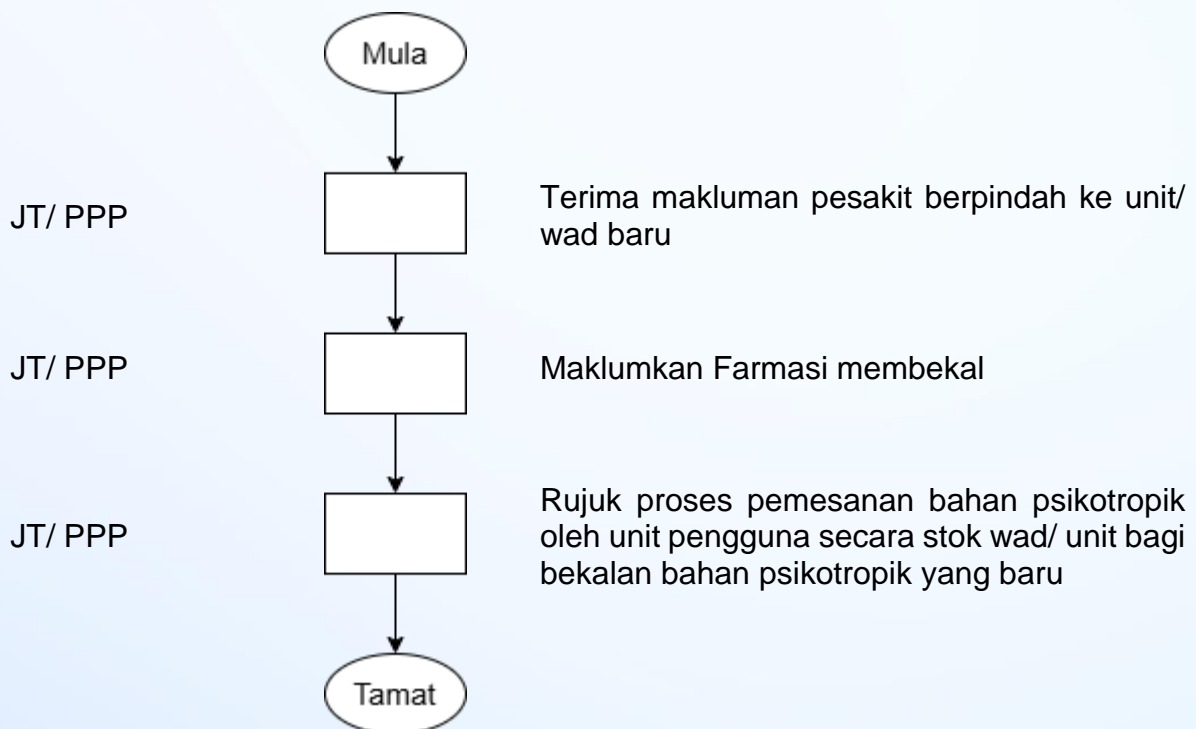 Mula
JT/ PPP
Terima makluman pesakit berpindah ke unit/
wad baru
JT/ PPP
Maklumkan Farmasi membekal
JT/ PPP
Rujuk proses pemesanan bahan psikotropik
oleh unit pengguna secara stok wad/ unit bagi
bekalan bahan psikotropik yang baru
Tamat